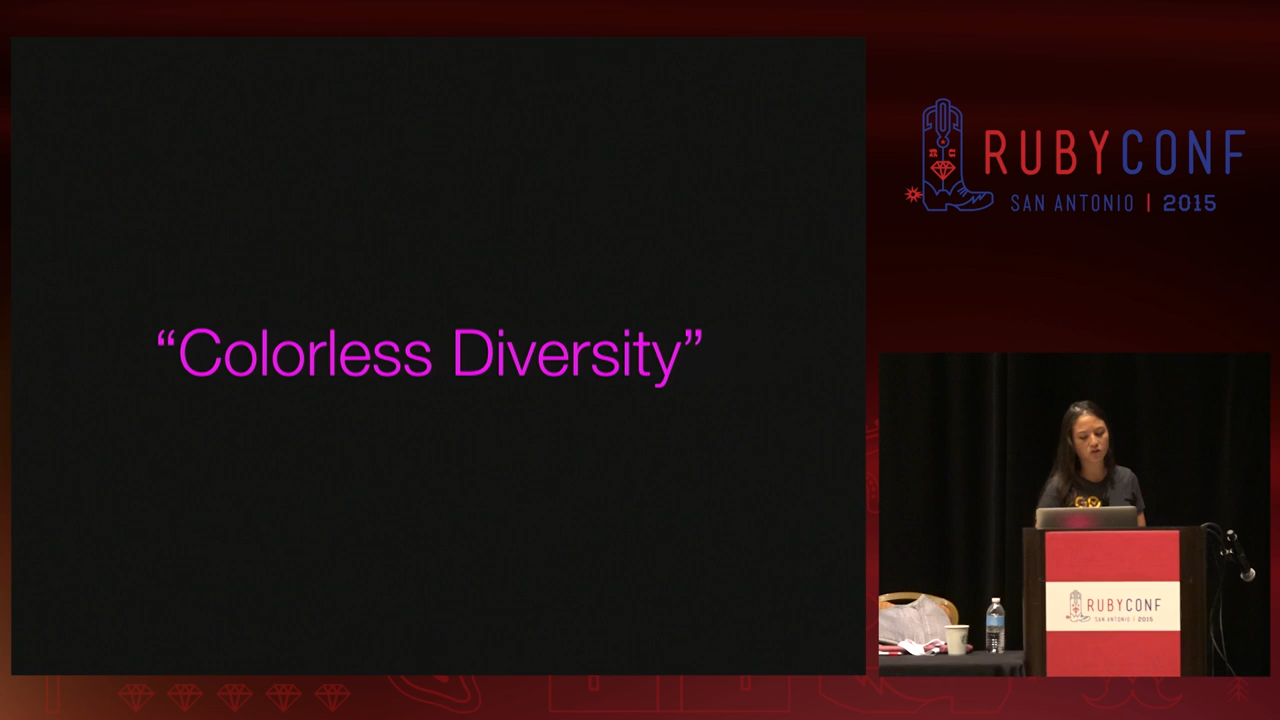 “Colorless Diversity”
RUBYCONF
SAN ANTONIO | 2015
RUBYCONF
SAN ANTONIO | 2015